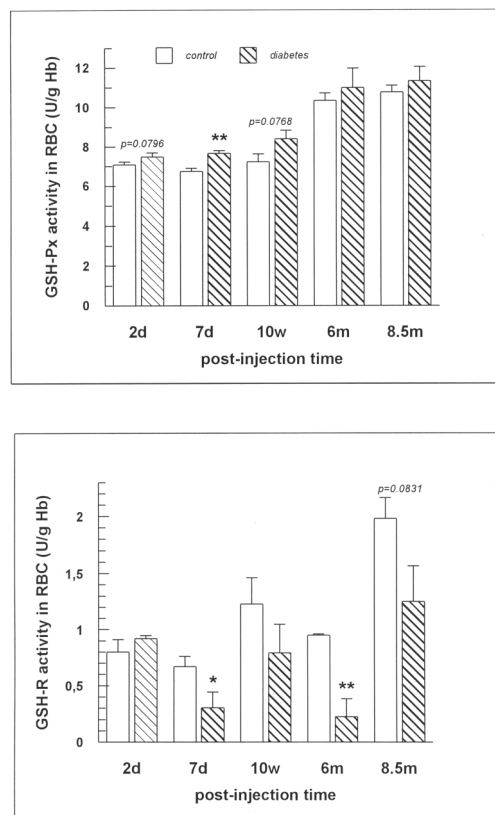 control diabetes
12
10
8
6
4
2
0
GSH-Px activity in RBC (U/g Hb)
p=0.0796
**
p=0.0768
2d 7d 10w 6m 8.5m
post-injection time
2
1,5
1
0,5
0
GSH-R activity in RBC (U/g Hb)
p=0.0831
*
**
2d 7d 10w 6m 8.5m
post-injection time